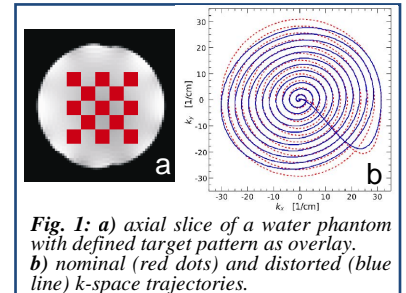 a
30
20
10
0
-10
-20
-30
k_y [1/cm]
-30 -20 -10 0 10 20 30
k_x [1/cm]
b
Fig. 1: a) axial slice of a water phantom
with defined target pattern as overlay.
b) nominal (red dots) and distorted (blue
line) k-space trajectories.